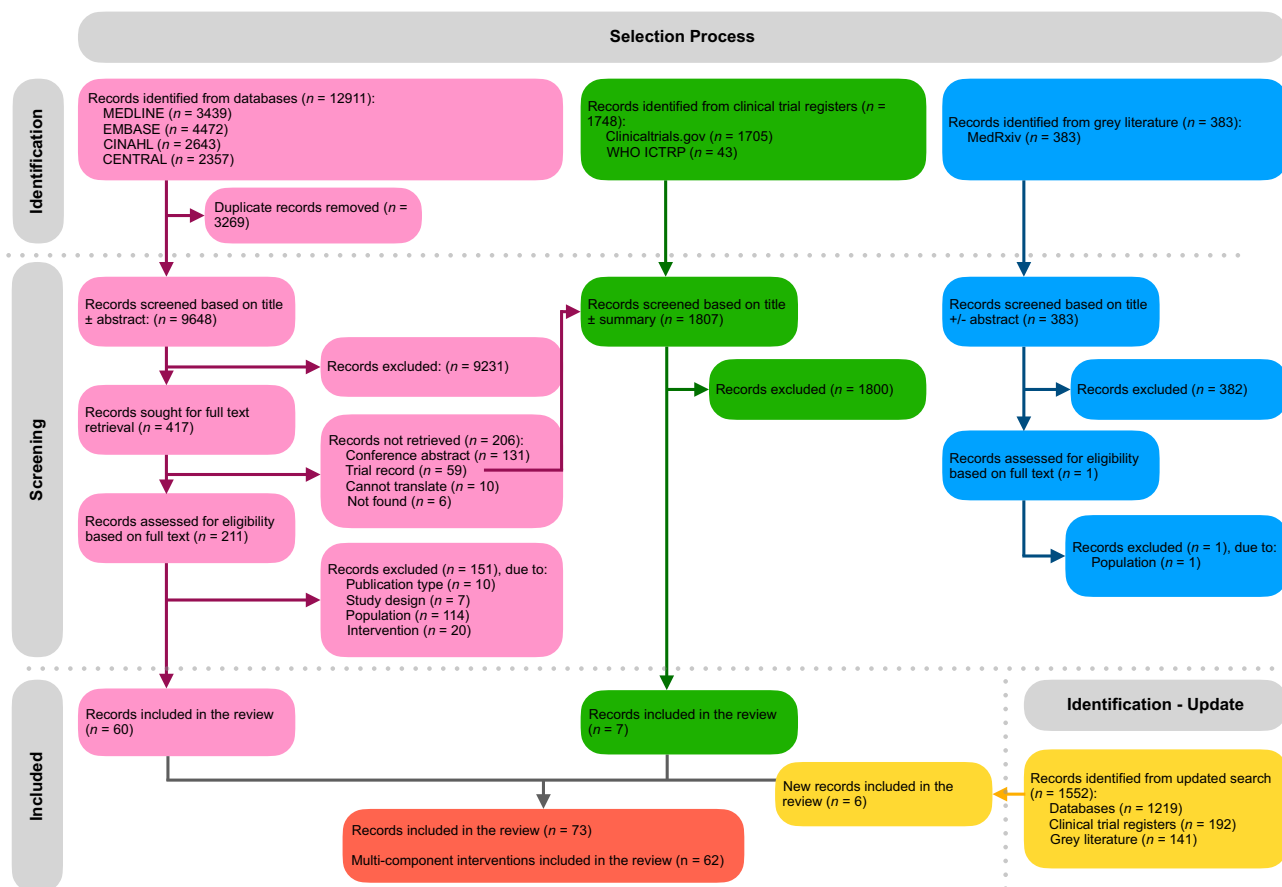 Selection Process
Identification
Records identified from databases (n = 12911):
MEDLINE (n = 3439)
EMBASE (n = 4472)
CINAHL (n = 2643)
CENTRAL (n = 2357)
Duplicate records removed (n =
3269)
Records identified from clinical trial registers (n =
1748):
Clinicaltrials.gov (n = 1705)
WHO ICTRP (n = 43)
Records identified from grey literature (n = 383):
MedRxiv (n = 383)
Screening
Records screened based on title
± abstract: (n = 9648)
Records excluded: (n = 9231)
Records sought for full text
retrieval (n = 417)
Records not retrieved (n = 206):
Conference abstract (n = 131)
Trial record (n = 59)
Cannot translate (n = 10)
Not found (n = 6)
Records assessed for eligibility
based on full text (n = 211)
Records excluded (n = 151), due to:
Publication type (n = 10)
Study design (n = 7)
Population (n = 114)
Intervention (n = 20)
Records screened based on title
± summary (n = 1807)
Records excluded (n = 1800)
Records screened based on title
+/- abstract (n = 383)
Records excluded (n = 382)
Records assessed for eligibility
based on full text (n = 1)
Records excluded (n = 1), due to:
Population (n = 1)
Included
Records included in the review
(n = 60)
Records included in the review
(n = 7)
Identification - Update
Records identified from updated search
(n = 1552):
Databases (n = 1219)
Clinical trial registers (n = 192)
Grey literature (n = 141)
New records included in the
review (n = 6)
Records included in the review (n = 73)
Multi-component interventions included in the review (n = 62)